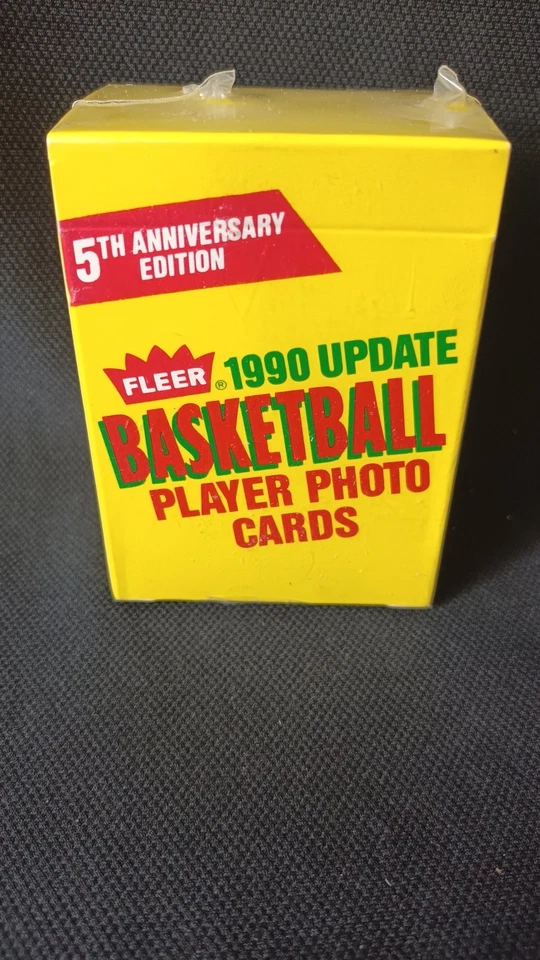 5TH ANNIVERSARY
EDITION
FLEER® 1990 UPDATE
BASKETBALL
PLAYER PHOTO
CARDS